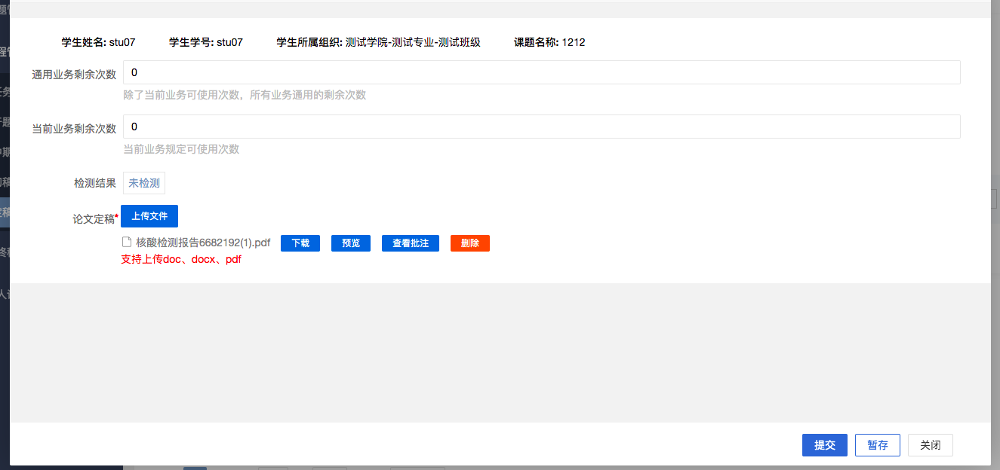 学生姓名: stu07 学生学号: stu07 学生所属组织: 测试学院-测试专业-测试班级 课题名称: 1212
通用业务剩余次数 0
除了当前业务可使用次数，所有业务通用的剩余次数
当前业务剩余次数 0
当前业务规定可使用次数
检测结果 未检测
论文定稿* 上传文件
核酸检测报告6682192(1).pdf 下载 预览 查看批注 删除
支持上传doc、docx、pdf
提交 暂存 关闭